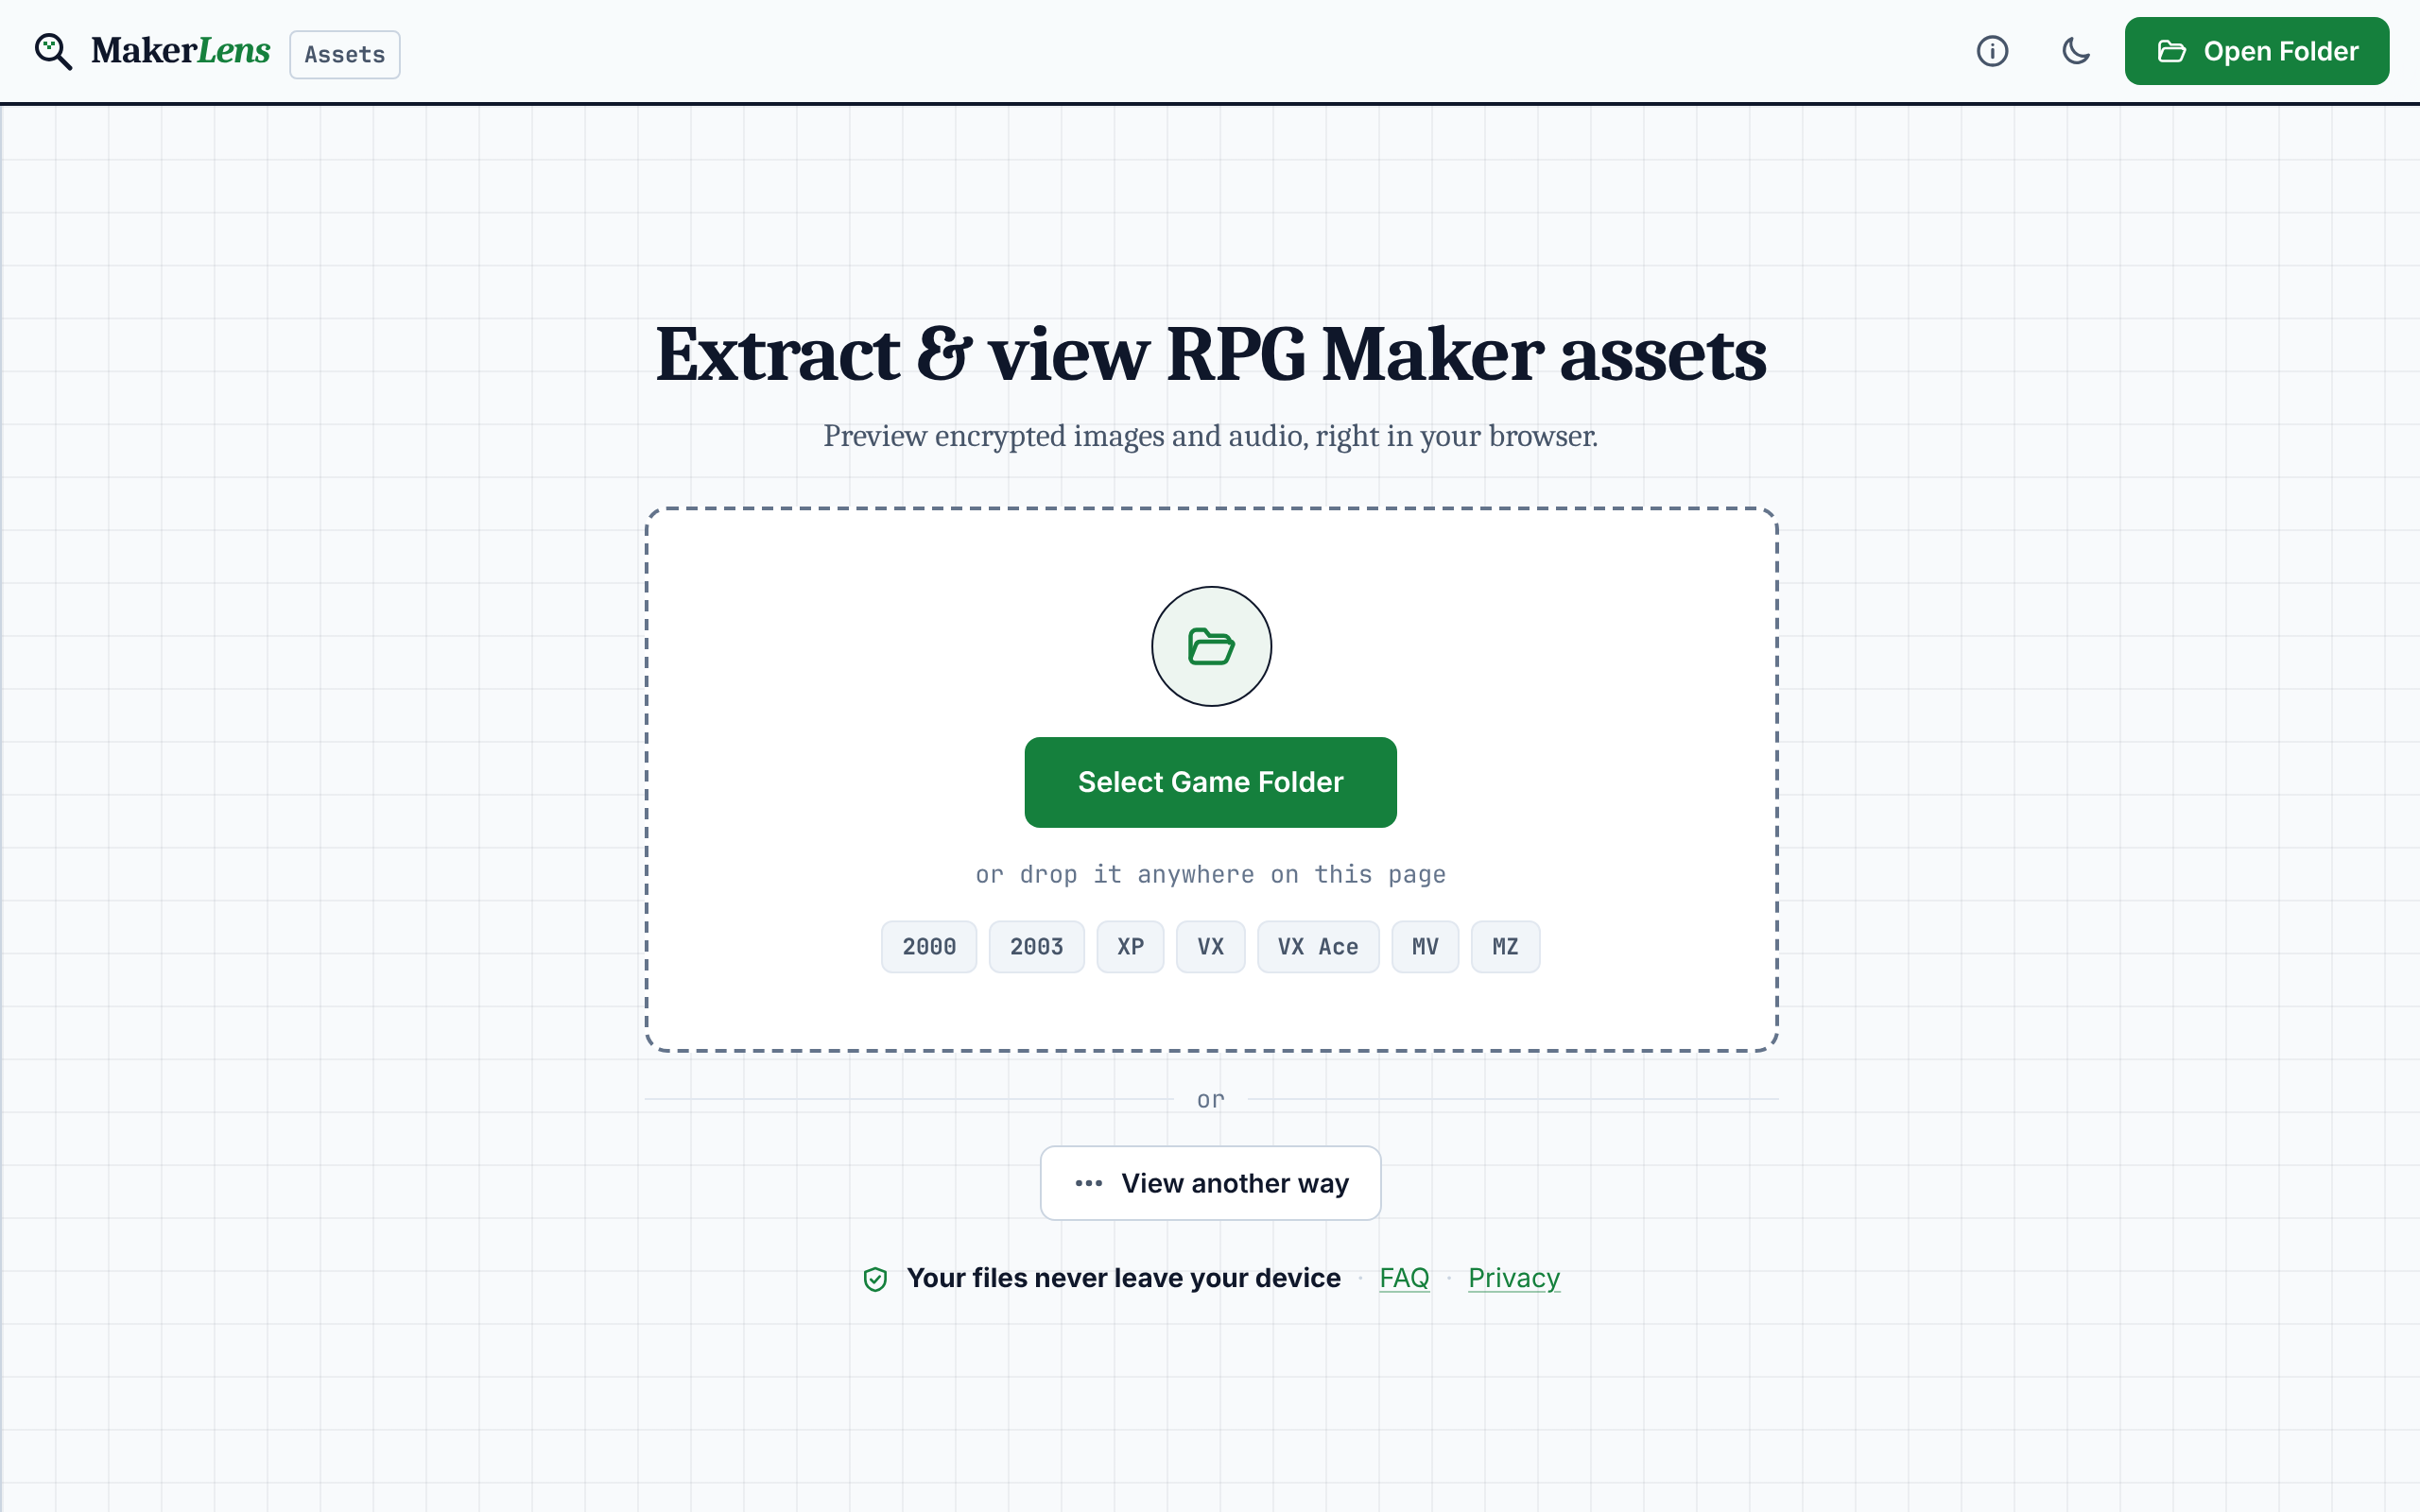 MakerLens Assets Open Folder
Extract & view RPG Maker assets
Preview encrypted images and audio, right in your browser.
Select Game Folder
or drop it anywhere on this page
2000 2003 XP VX VX Ace MV MZ
or
View another way
Your files never leave your device · FAQ · Privacy